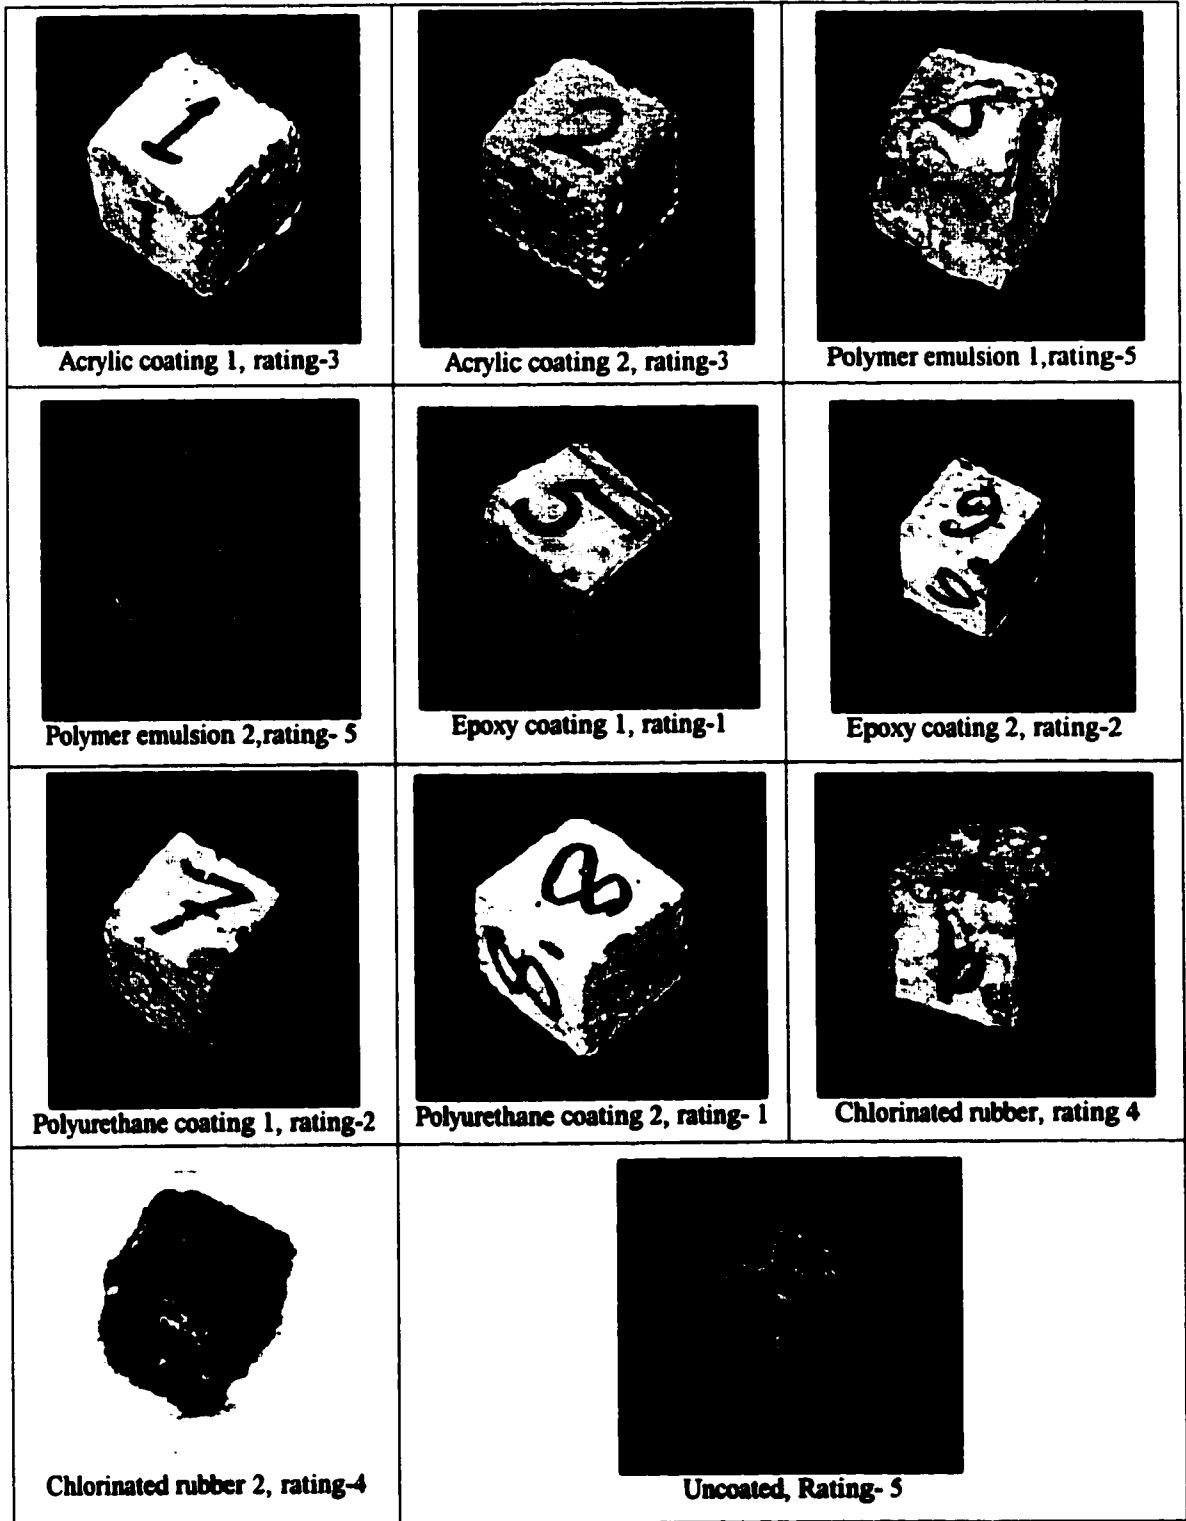 1
1
Acrylic coating 1, rating-3
2
Acrylic coating 2, rating-3
Polymer emulsion 1,rating-5
Polymer emulsion 2,rating- 5
5
Epoxy coating 1, rating-1
6
6
Epoxy coating 2, rating-2
7
Polyurethane coating 1, rating-2
8
8
Polyurethane coating 2, rating- 1
Chlorinated rubber, rating 4
Chlorinated rubber 2, rating-4
Uncoated, Rating- 5